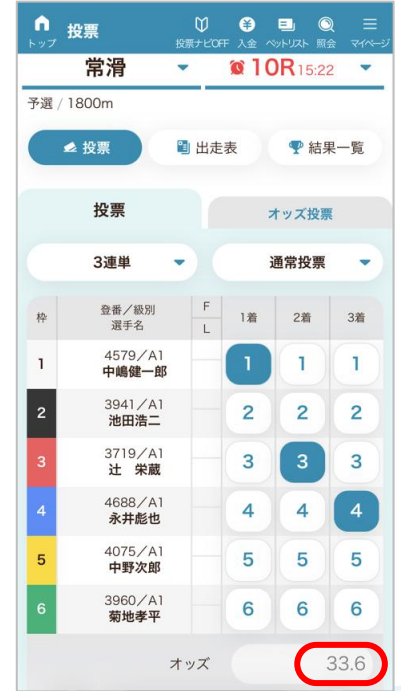 トップ 投票 投票ナビOFF 入金 ベットリスト 照会 マイページ
常滑 10R 15:22
予選 / 1800m
投票 出走表 結果一覧
投票 オッズ投票
3連単 通常投票
枠 登番／級別 F 1着 2着 3着
選手名 L
1 4579／A1 1 1 1
中嶋健一郎
2 3941／A1 2 2 2
池田浩二
3 3719／A1 3 3 3
辻 栄蔵
4 4688／A1 4 4 4
永井彪也
5 4075／A1 5 5 5
中野次郎
6 3960／A1 6 6 6
菊地孝平
オッズ 33.6